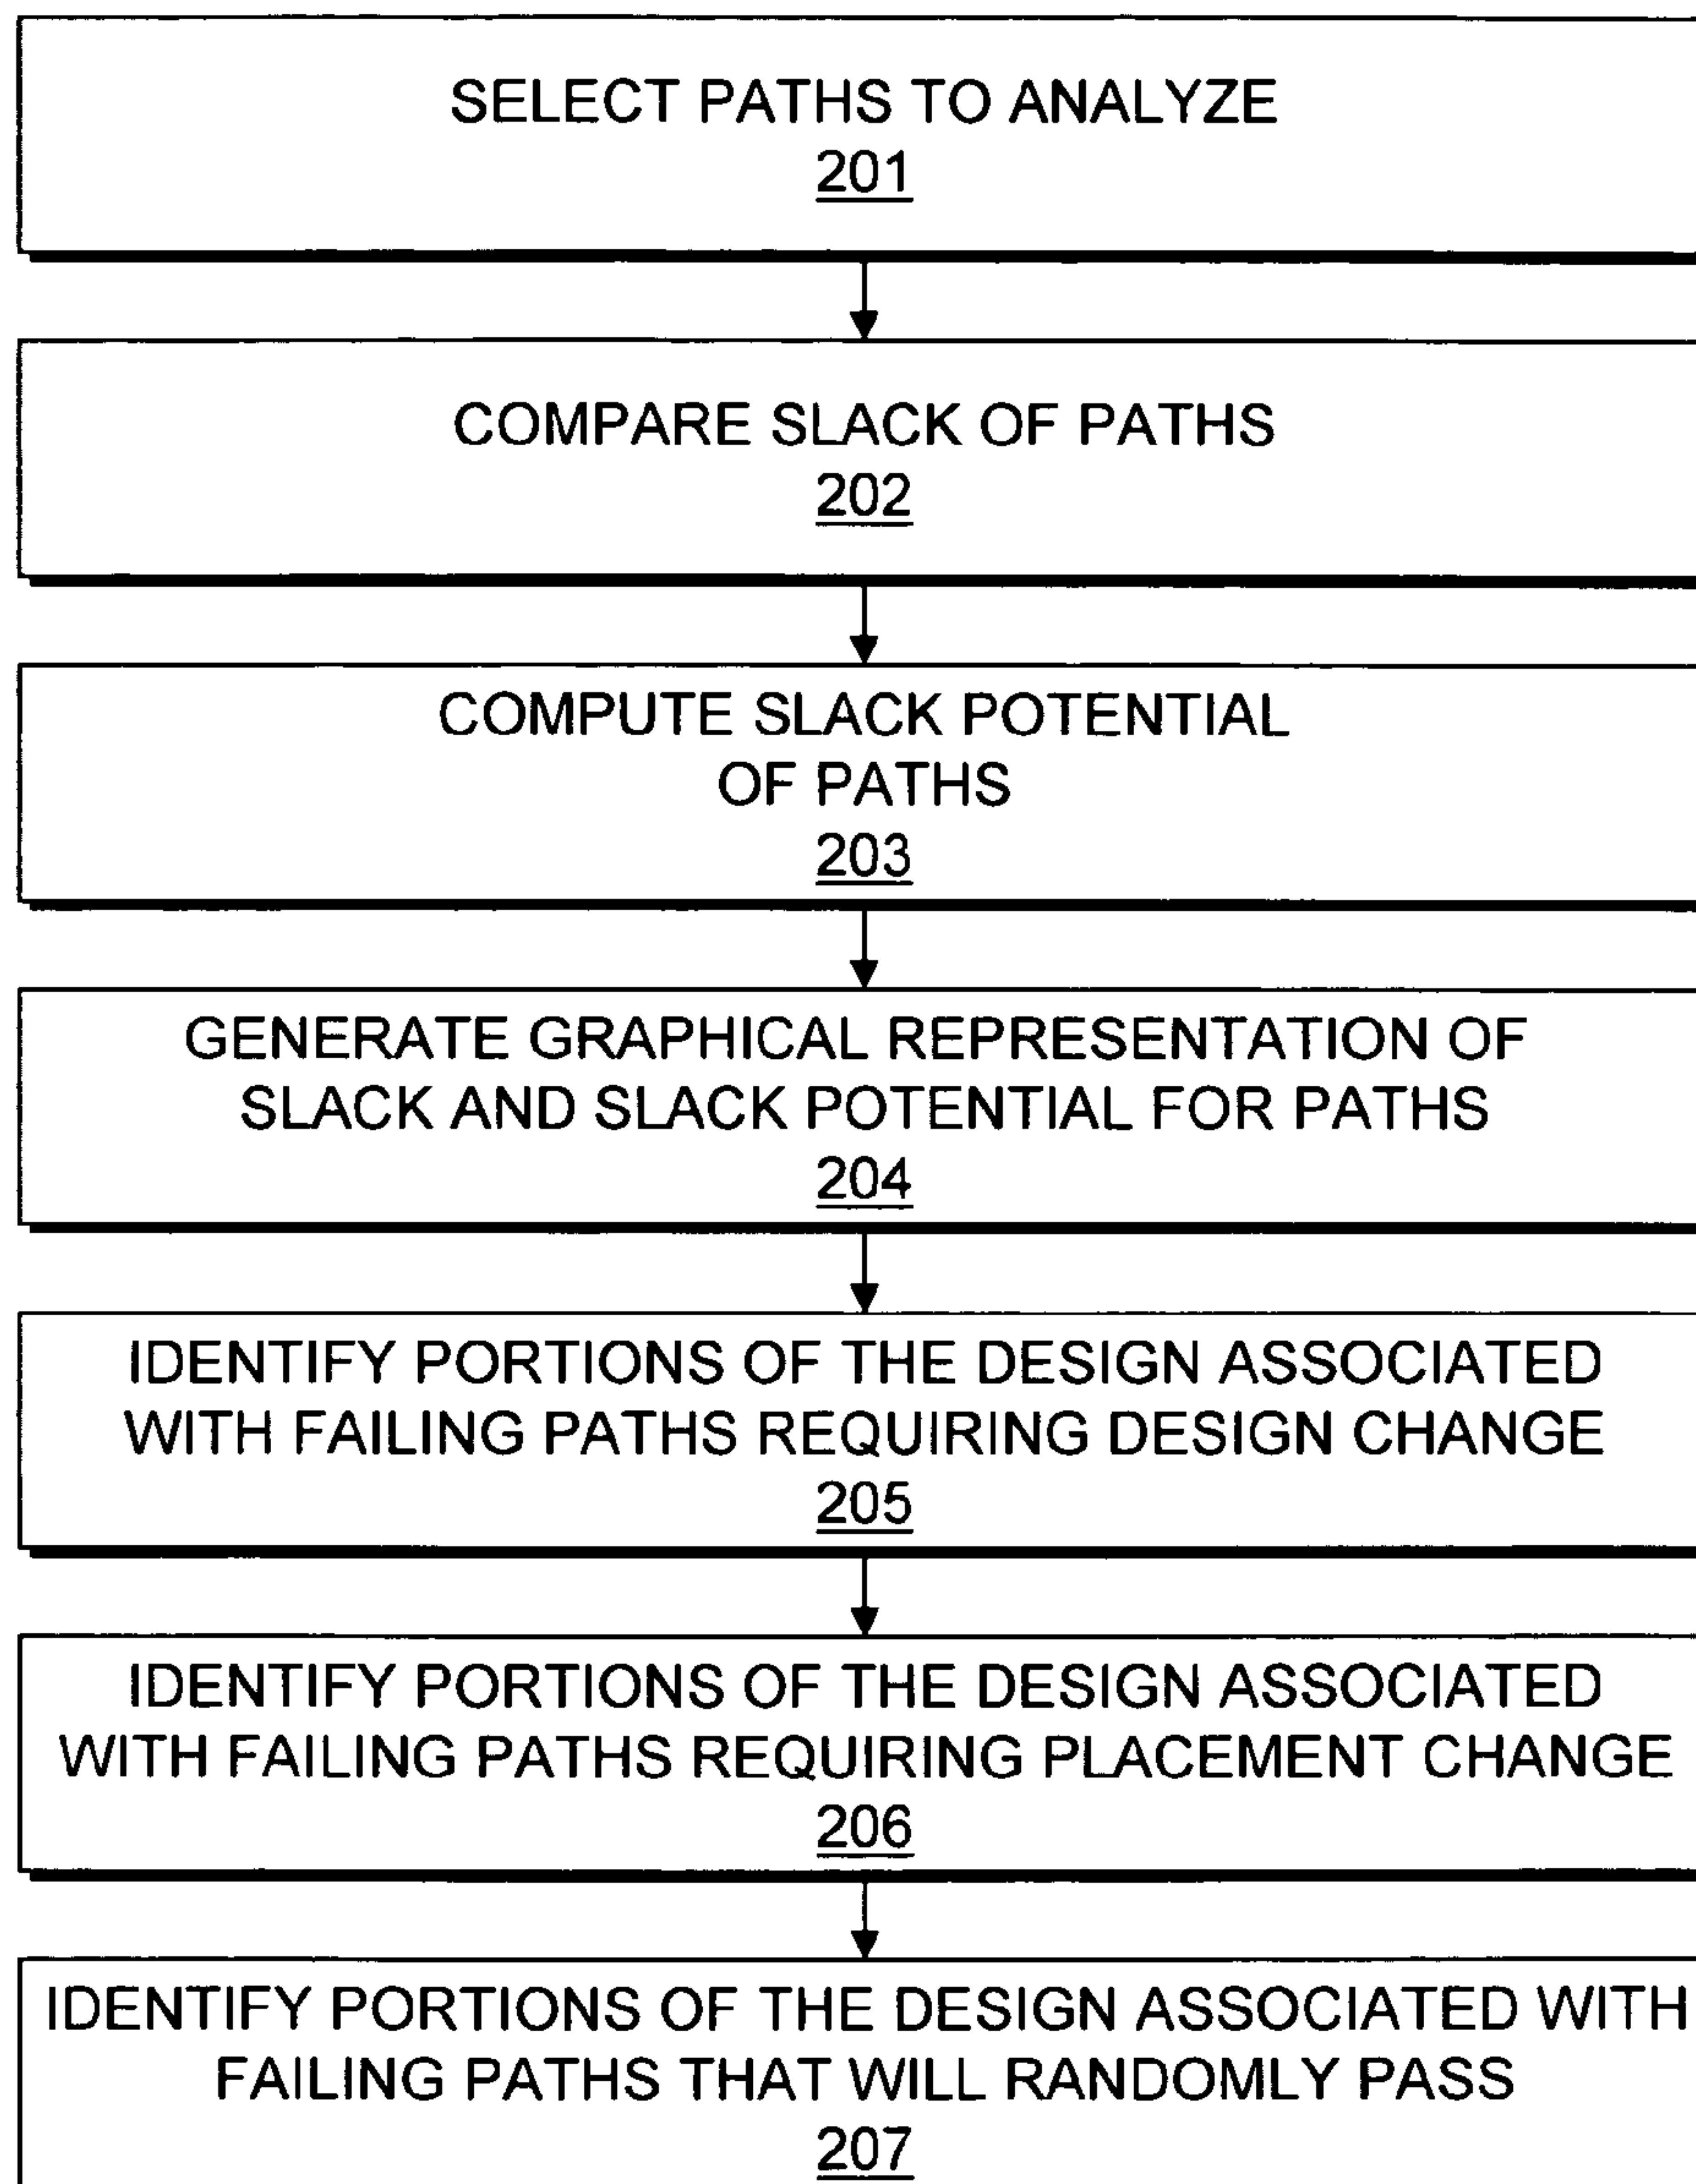 SELECT PATHS TO ANALYZE
201
COMPARE SLACK OF PATHS
202
COMPUTE SLACK POTENTIAL
OF PATHS
203
GENERATE GRAPHICAL REPRESENTATION OF
SLACK AND SLACK POTENTIAL FOR PATHS
204
IDENTIFY PORTIONS OF THE DESIGN ASSOCIATED
WITH FAILING PATHS REQUIRING DESIGN CHANGE
205
IDENTIFY PORTIONS OF THE DESIGN ASSOCIATED
WITH FAILING PATHS REQUIRING PLACEMENT CHANGE
206
IDENTIFY PORTIONS OF THE DESIGN ASSOCIATED WITH
FAILING PATHS THAT WILL RANDOMLY PASS
207